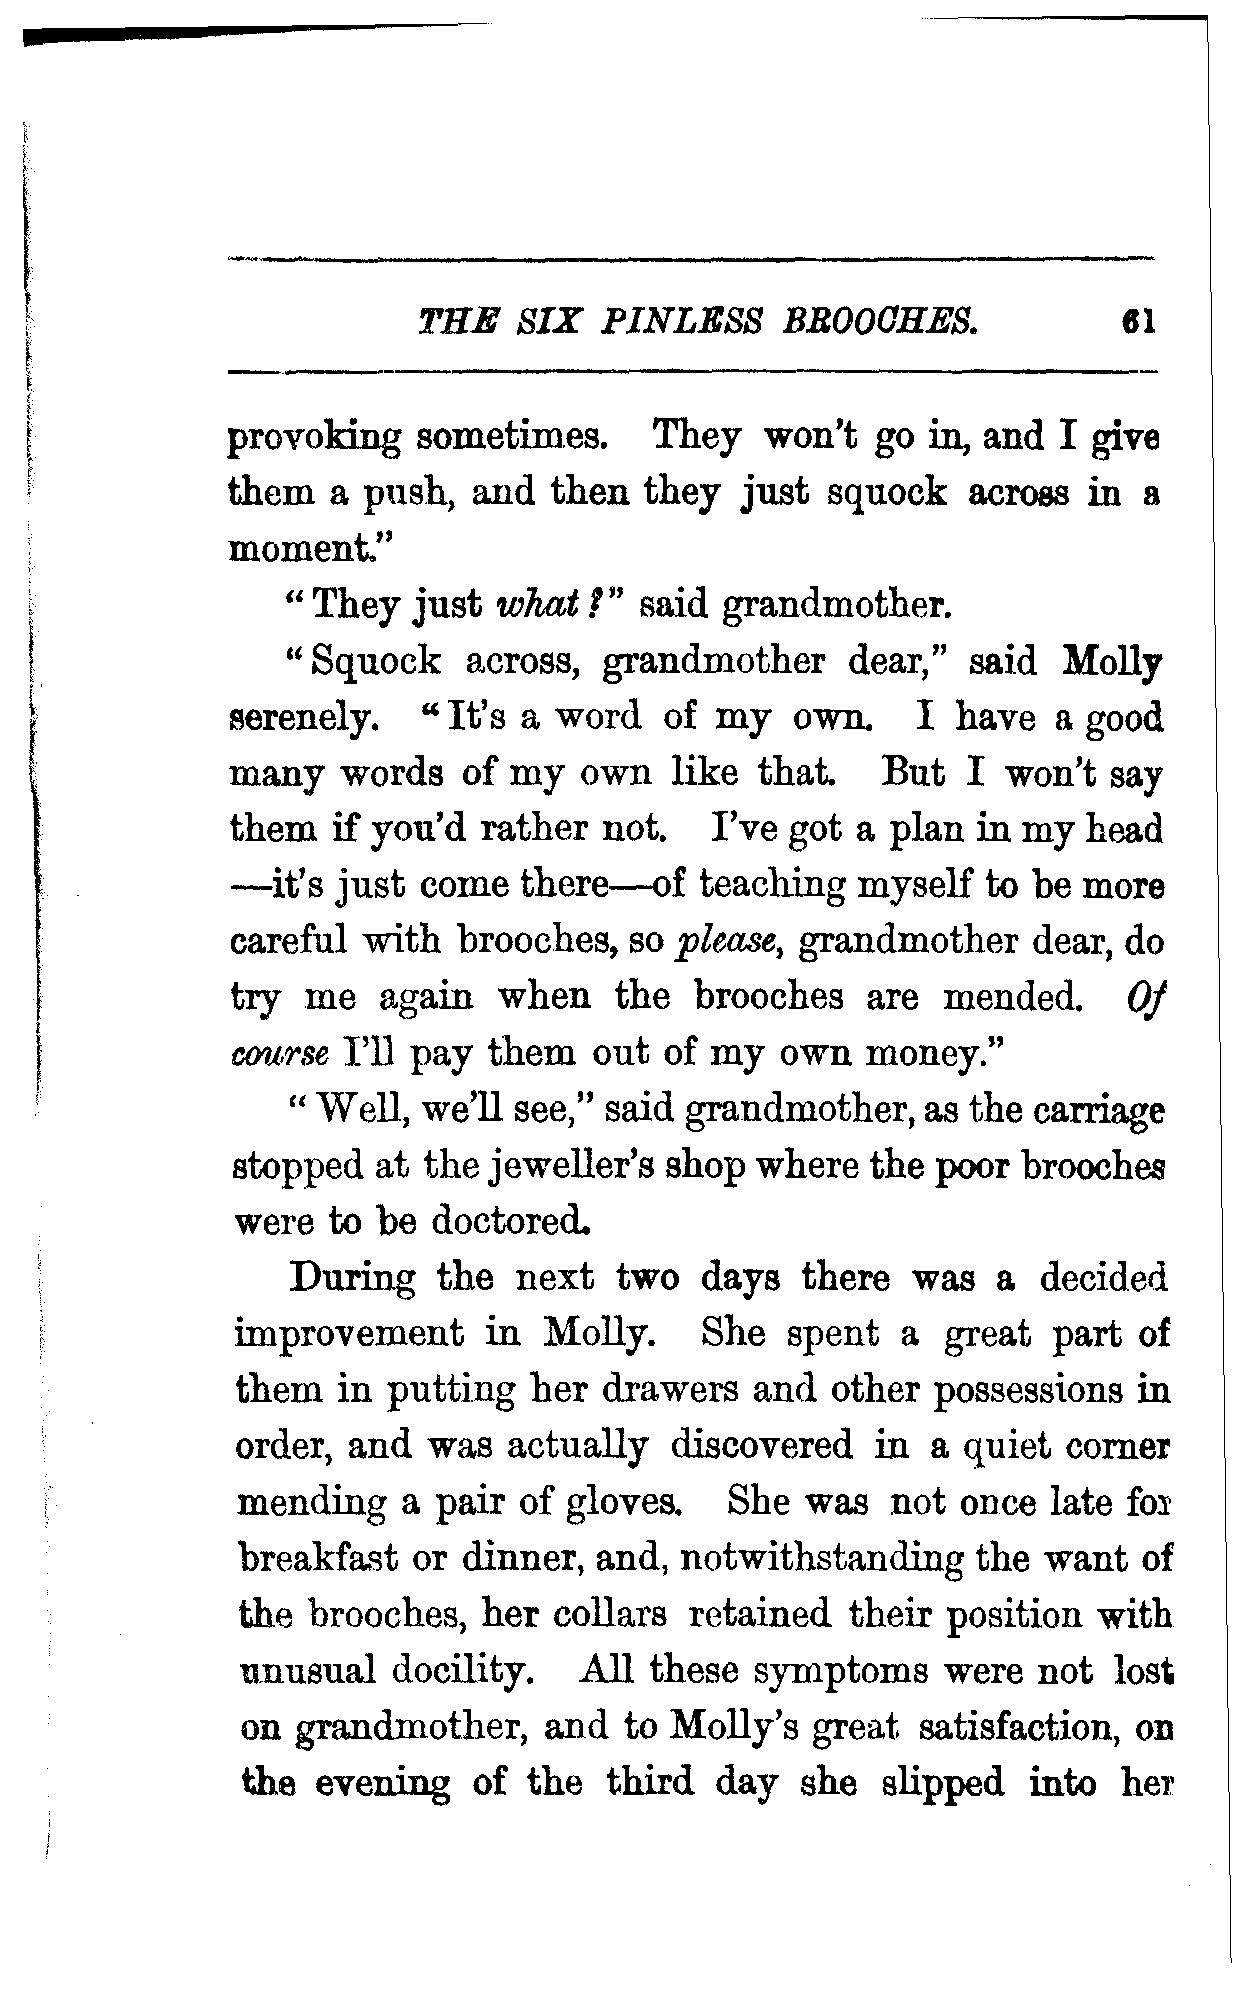 THE SIX PINLESS BROOCHES. 61
provoking sometimes. They won't go in, and I give
them a push, and then they just squock across in a
moment."
"They just what?" said grandmother.
"Squock across, grandmother dear," said Molly
serenely. "It's a word of my own. I have a good
many words of my own like that. But I won't say
them if you'd rather not. I've got a plan in my head
—it's just come there—of teaching myself to be more
careful with brooches, so please, grandmother dear, do
try me again when the brooches are mended. Of
course I'll pay them out of my own money."
"Well, we'll see," said grandmother, as the carriage
stopped at the jeweller's shop where the poor brooches
were to be doctored.
During the next two days there was a decided
improvement in Molly. She spent a great part of
them in putting her drawers and other possessions in
order, and was actually discovered in a quiet corner
mending a pair of gloves. She was not once late for
breakfast or dinner, and, notwithstanding the want of
the brooches, her collars retained their position with
unusual docility. All these symptoms were not lost
on grandmother, and to Molly's great satisfaction, on
the evening of the third day she slipped into her